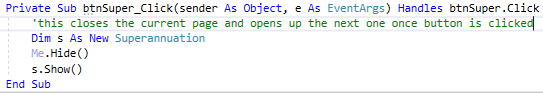 Private Sub btnSuper_Click(sender As Object, e As EventArgs) Handles btnSuper.Click
'this closes the current page and opens up the next one once button is clicked
Dim s As New Superannuation
Me.Hide()
s.Show()
End Sub